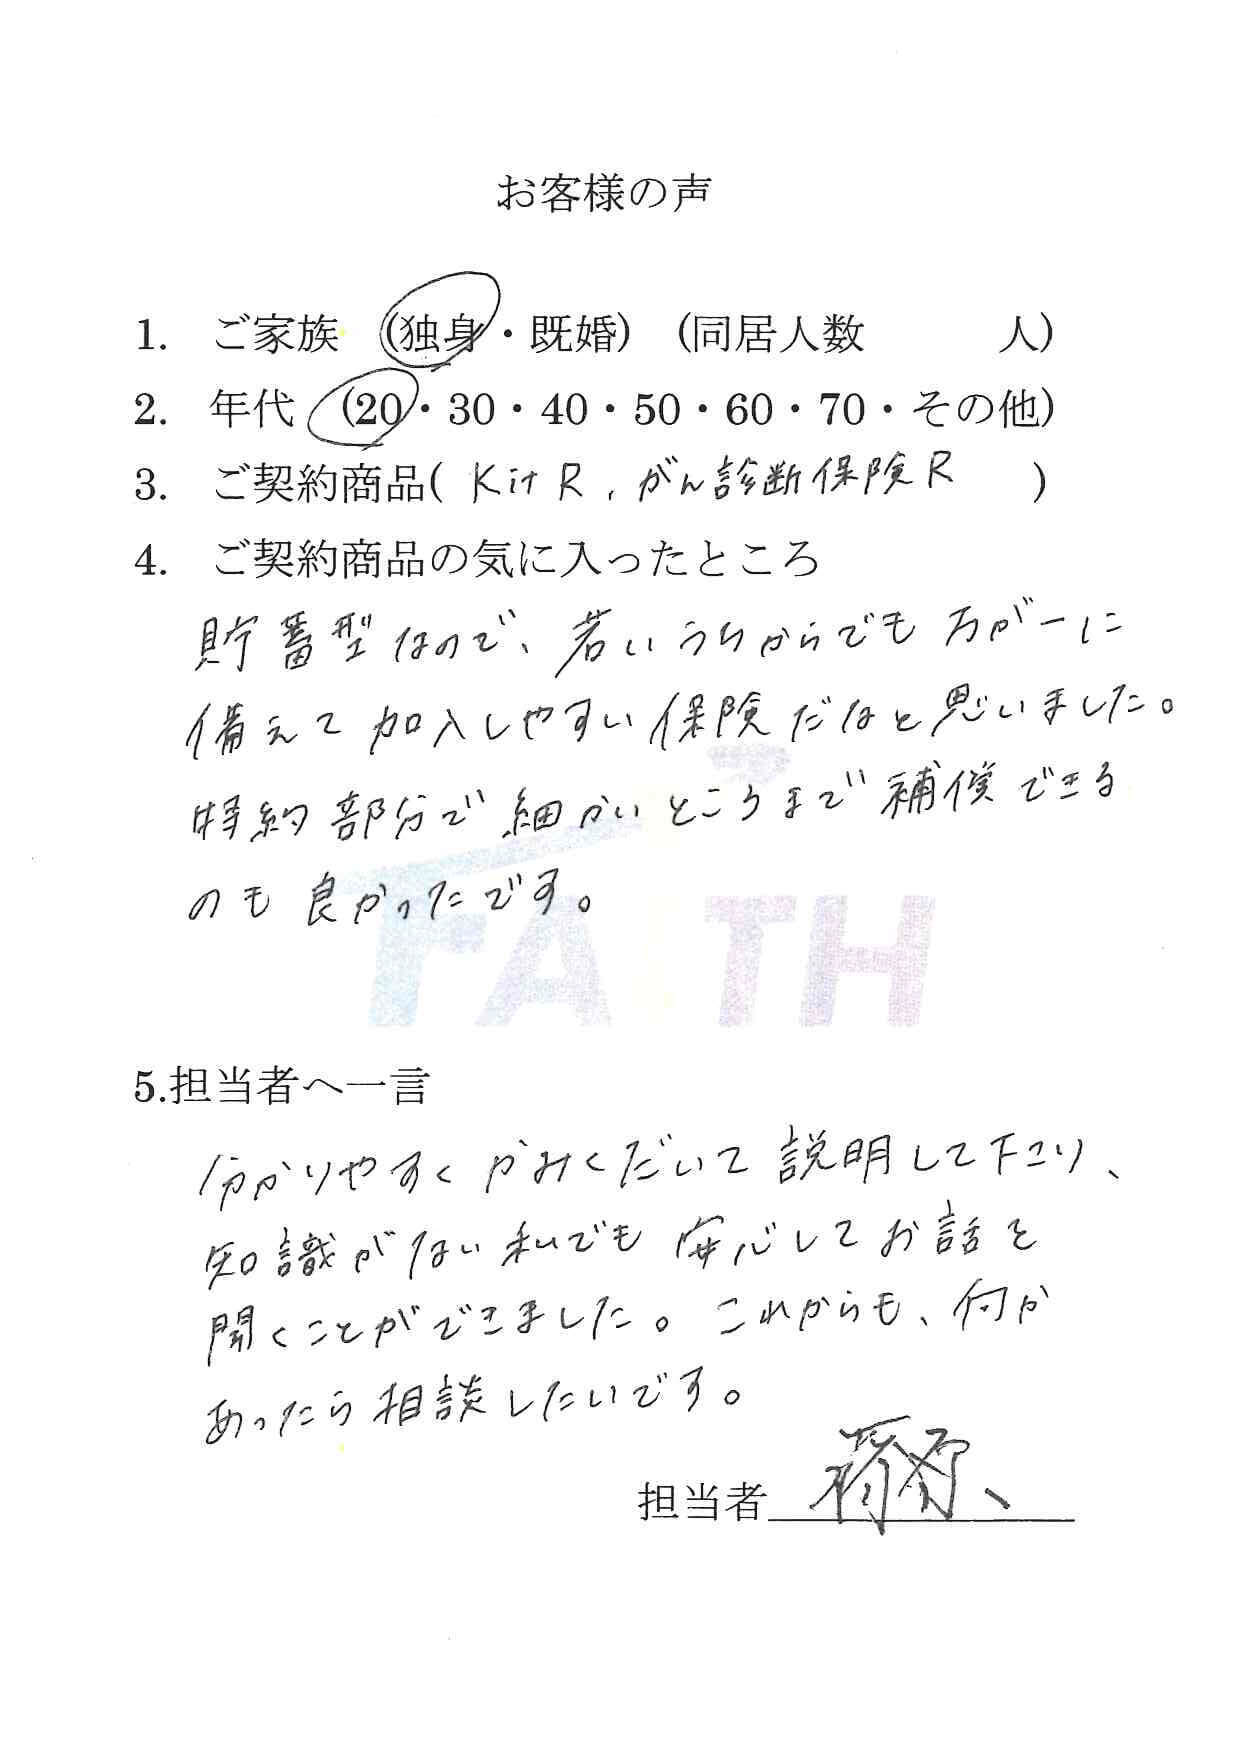 お客様の声
1. ご家族 (独身・既婚) (同居人数 人)
2. 年代 (20・30・40・50・60・70・その他)
3. ご契約商品( Kit R, がん診断保険R )
4. ご契約商品の気に入ったところ
貯蓄型なので、若いうちからでも万が一に
備えて加入しやすい保険だなと思いました。
特約部分で細かいところまで補償できる
のも良かったです。
FAITH
5.担当者へ一言
分かりやすくかみくだいて説明して下さり、
知識がない私でも安心してお話を
聞くことができました。これからも、何か
あったら相談したいです。
担当者